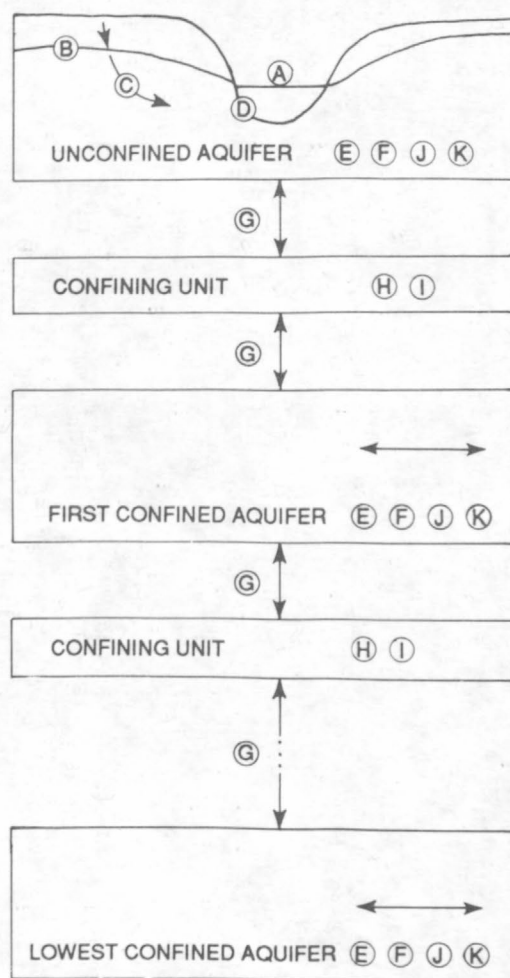 B
A
C
D
UNCONFINED AQUIFER E F J K
G
CONFINING UNIT H I
G
FIRST CONFINED AQUIFER E F J K
G
CONFINING UNIT H I
G
LOWEST CONFINED AQUIFER E F J K